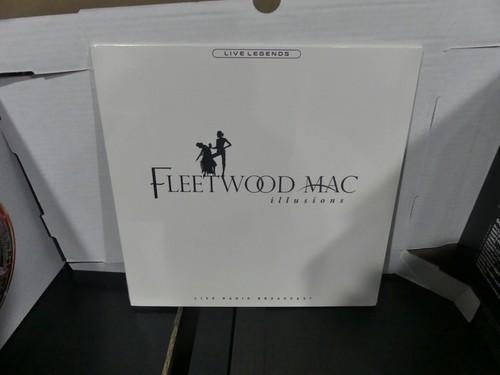 LIVE LEGENDS
FLEETWOOD MAC
illusions
LIVE RADIO BROADCAST